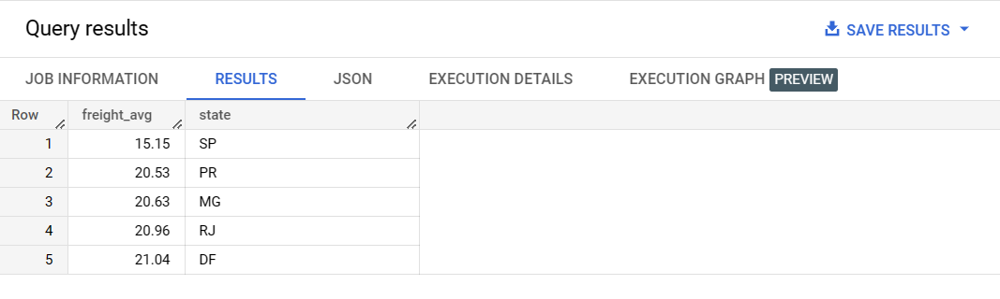 Query results
SAVE RESULTS
JOB INFORMATION RESULTS JSON EXECUTION DETAILS EXECUTION GRAPH PREVIEW
Row freight_avg state
1 15.15 SP
2 20.53 PR
3 20.63 MG
4 20.96 RJ
5 21.04 DF